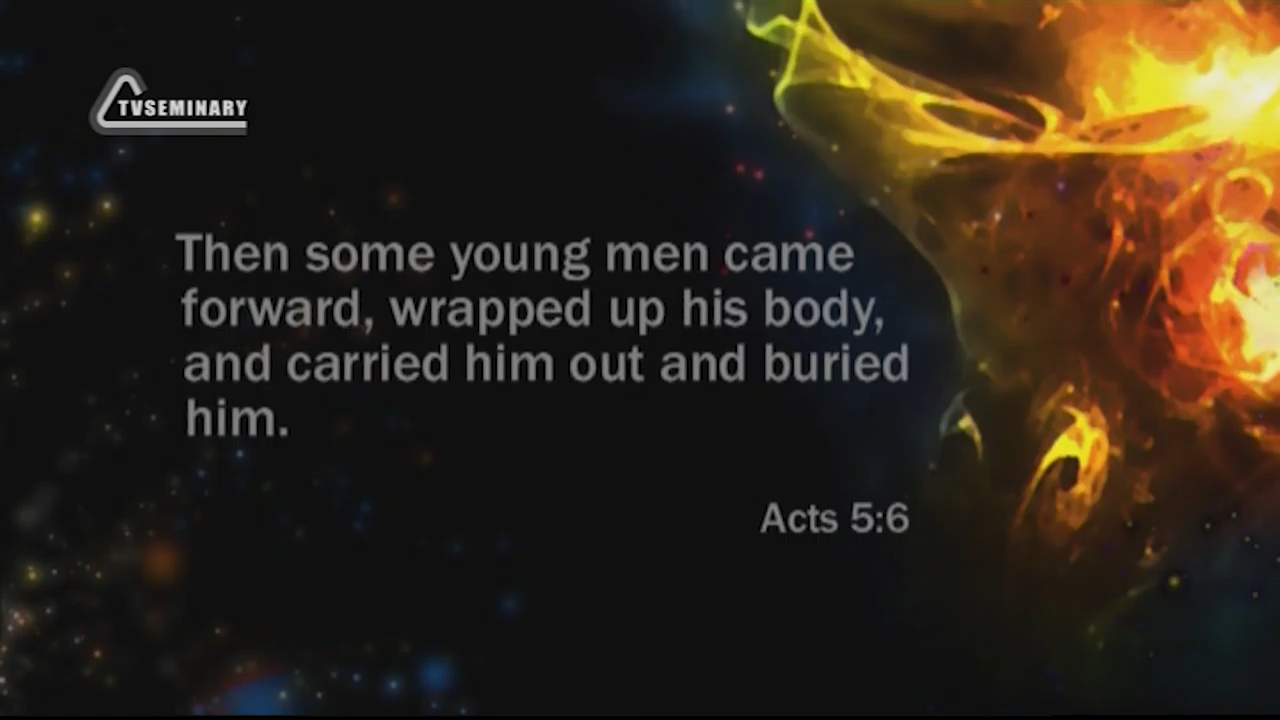 TVSEMINARY
Then some young men came
forward, wrapped up his body,
and carried him out and buried
him.
Acts 5:6